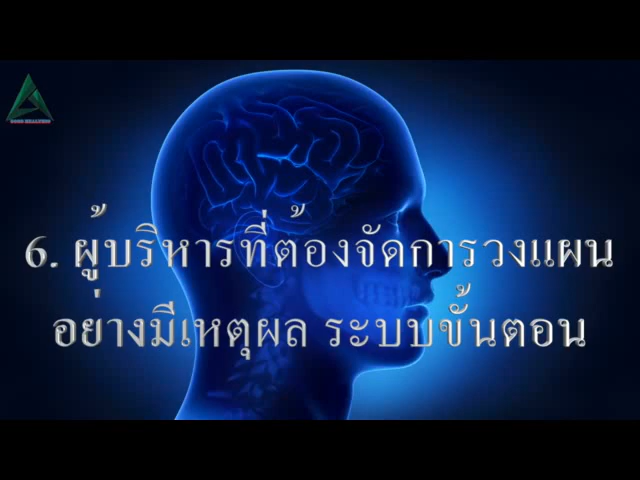 6. ผู้บริหารที่ต้องจัดการวงแผน
อย่างมีเหตุผล ระบบขั้นตอน